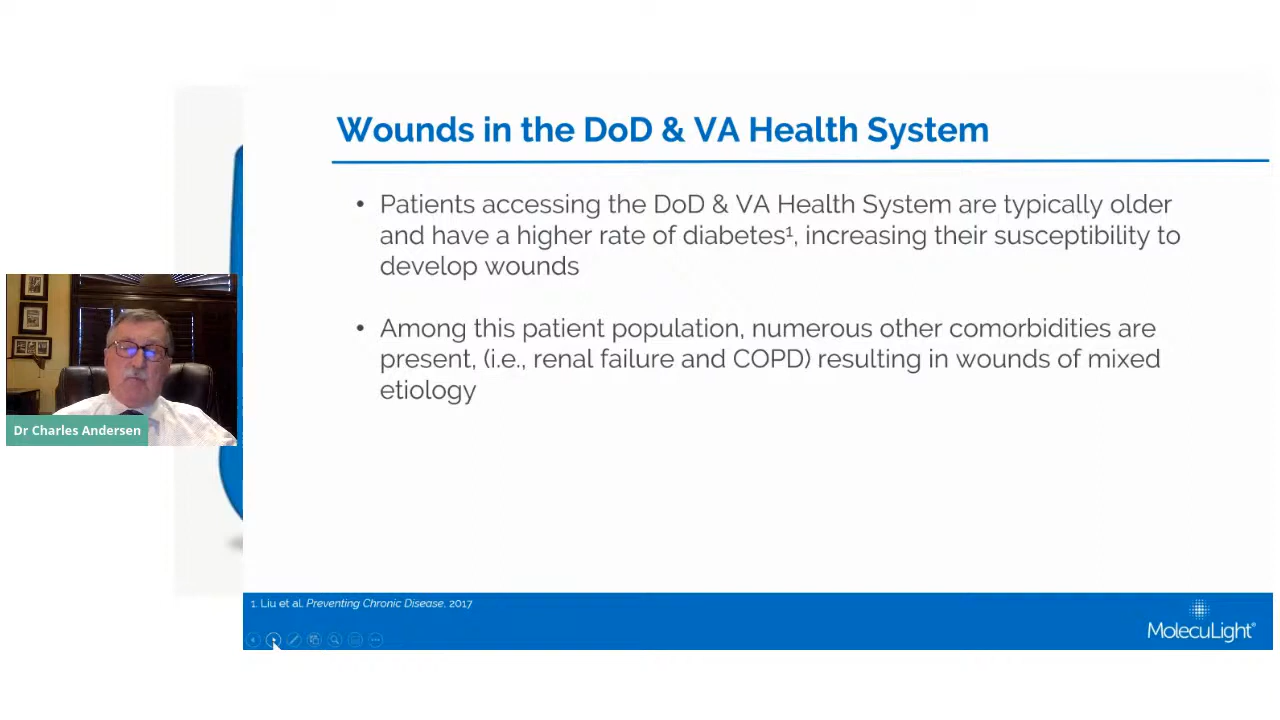 Wounds in the DoD & VA Health System
• Patients accessing the DoD & VA Health System are typically older
and have a higher rate of diabetes¹, increasing their susceptibility to
develop wounds
• Among this patient population, numerous other comorbidities are
present, (i.e., renal failure and COPD) resulting in wounds of mixed
etiology
Dr Charles Andersen
1. Liu et al. Preventing Chronic Disease, 2017
MolecuLight®